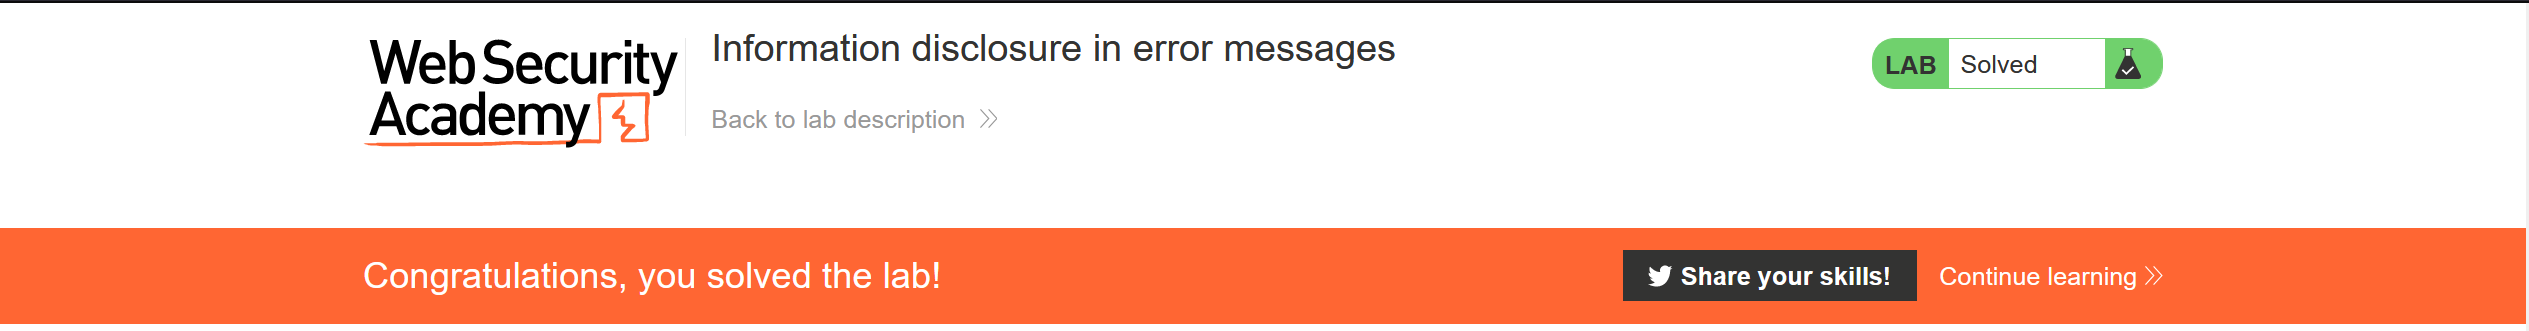 Web Security
Academy
Information disclosure in error messages
Back to lab description
LAB Solved
Congratulations, you solved the lab!
Share your skills!
Continue learning